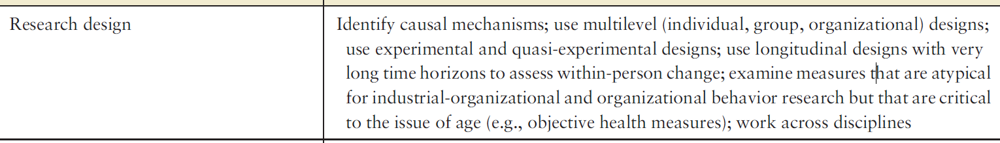 Research design
Identify causal mechanisms; use multilevel (individual, group, organizational) designs;
use experimental and quasi-experimental designs; use longitudinal designs with very
long time horizons to assess within-person change; examine measures that are atypical
for industrial-organizational and organizational behavior research but that are critical
to the issue of age (e.g., objective health measures); work across disciplines